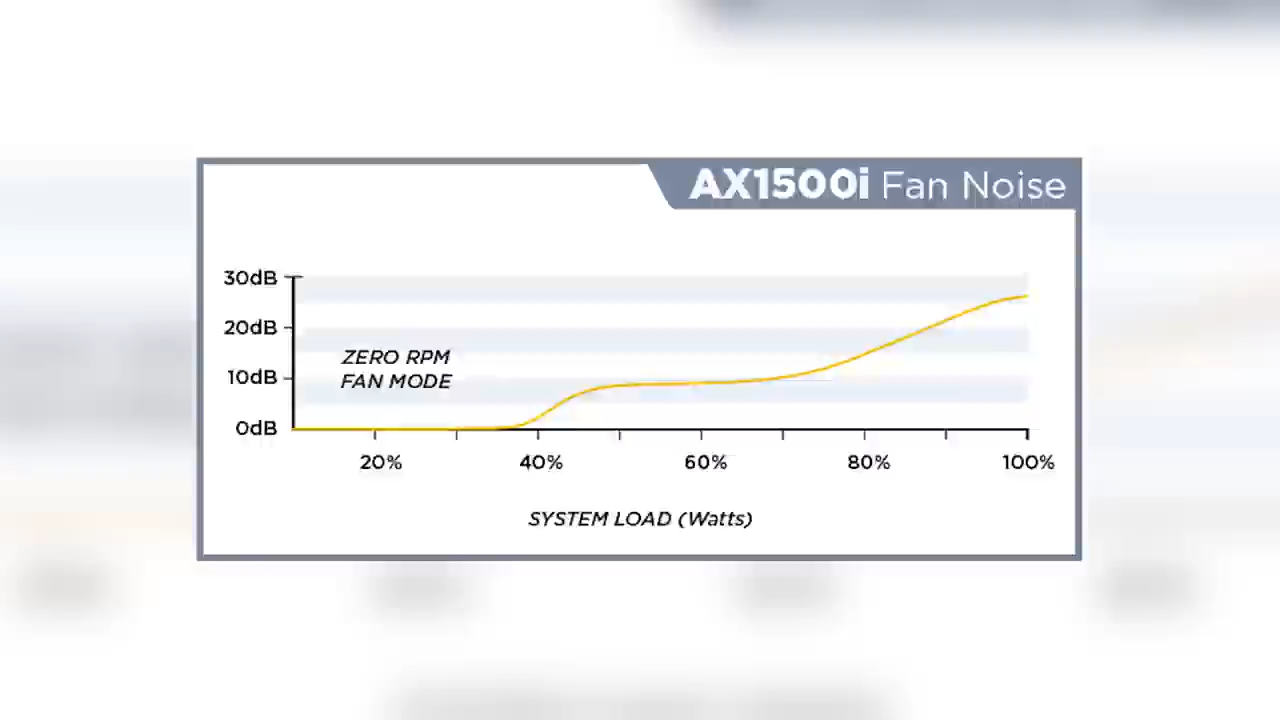 AX1500i Fan Noise
30dB
20dB
10dB
0dB
ZERO RPM
FAN MODE
20% 40% 60% 80% 100%
SYSTEM LOAD (Watts)